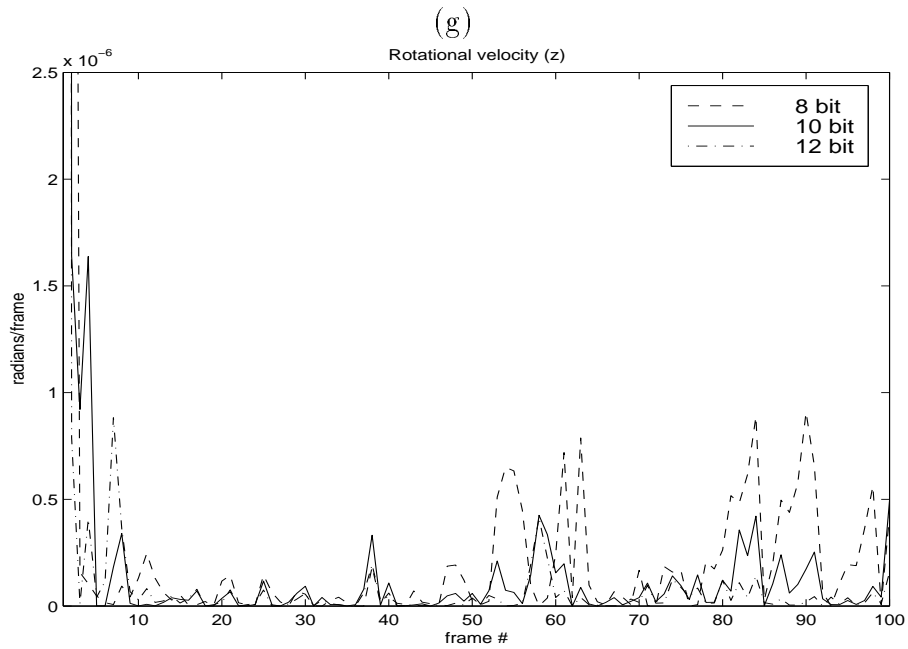 (g)
Rotational velocity (z)
x 10^-6
2.5
2
1.5
1
0.5
0
radians/frame
8 bit
10 bit
12 bit
10 20 30 40 50 60 70 80 90 100
frame #